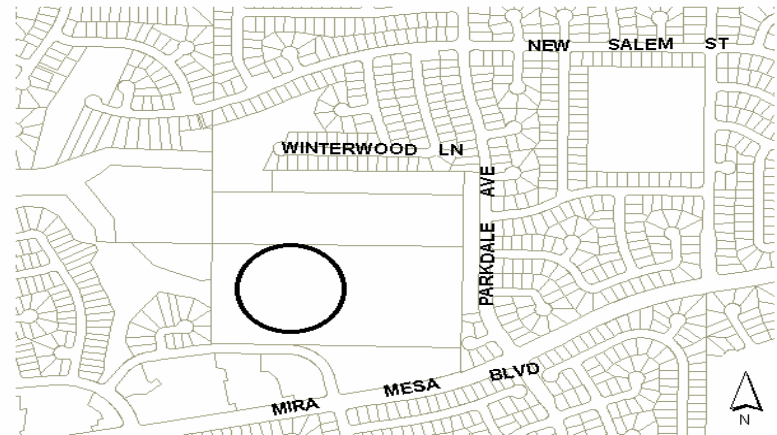 NEW SALEM ST
WINTERWOOD LN
PARKDALE AVE
MIRA MESA BLVD
N